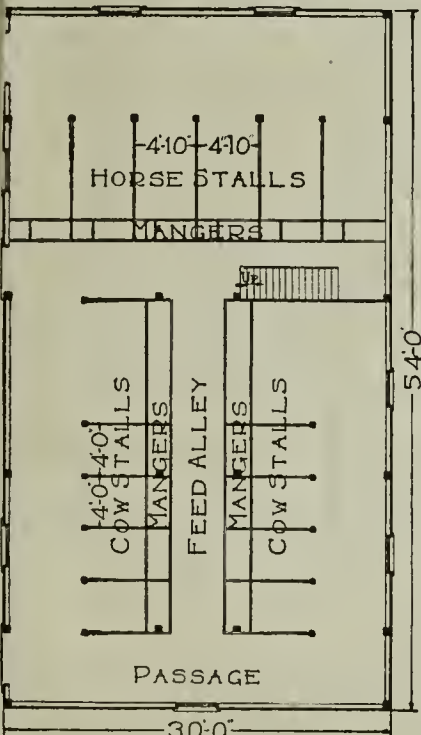 4'-10" 4'-10"
HORSE STALLS
MANGERS
UP
54'-0"
4'-0" 4'-0"
COW STALLS
MANGERS
FEED ALLEY
MANGERS
COW STALLS
PASSAGE
30'-0"